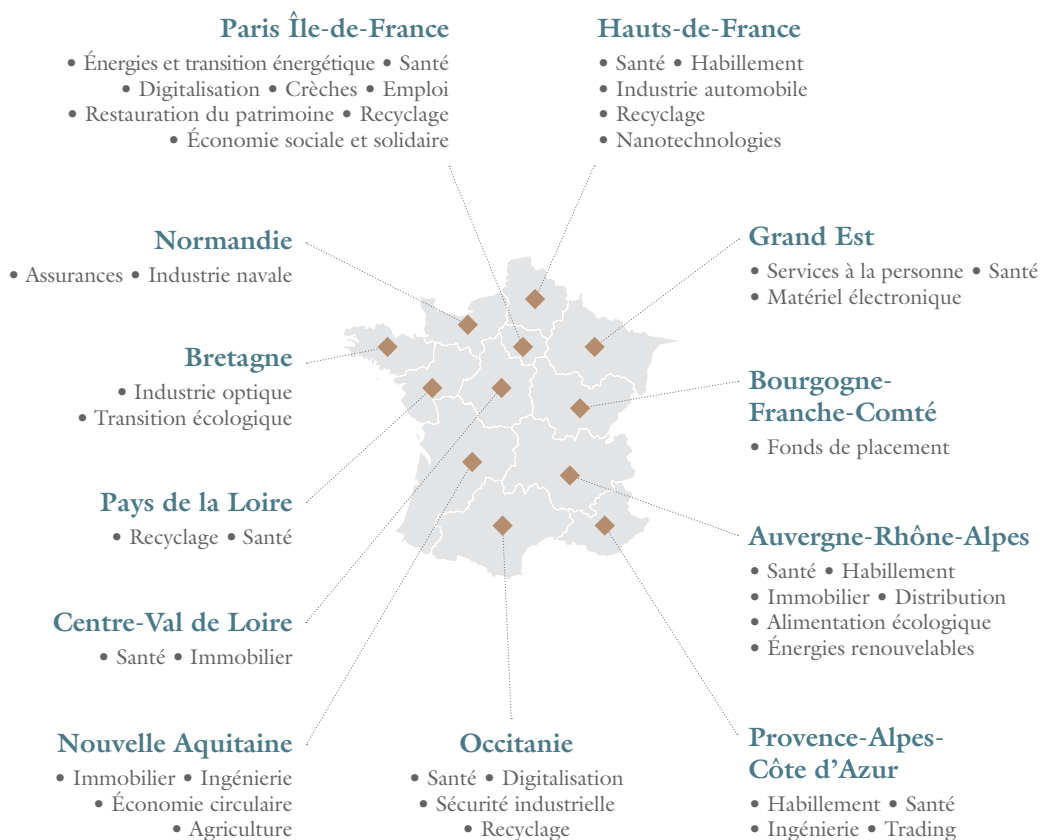 Paris Île-de-France
• Énergies et transition énergétique • Santé
• Digitalisation • Crèches • Emploi
• Restauration du patrimoine • Recyclage
• Économie sociale et solidaire
Hauts-de-France
• Santé • Habillement
• Industrie automobile
• Recyclage
• Nanotechnologies
Normandie
• Assurances • Industrie navale
Grand Est
• Services à la personne • Santé
• Matériel électronique
Bretagne
• Industrie optique
• Transition écologique
Bourgogne-
Franche-Comté
• Fonds de placement
Pays de la Loire
• Recyclage • Santé
Auvergne-Rhône-Alpes
• Santé • Habillement
• Immobilier • Distribution
• Alimentation écologique
• Énergies renouvelables
Centre-Val de Loire
• Santé • Immobilier
Nouvelle Aquitaine
• Immobilier • Ingénierie
• Économie circulaire
• Agriculture
Occitanie
• Santé • Digitalisation
• Sécurité industrielle
• Recyclage
Provence-Alpes-
Côte d’Azur
• Habillement • Santé
• Ingénierie • Trading